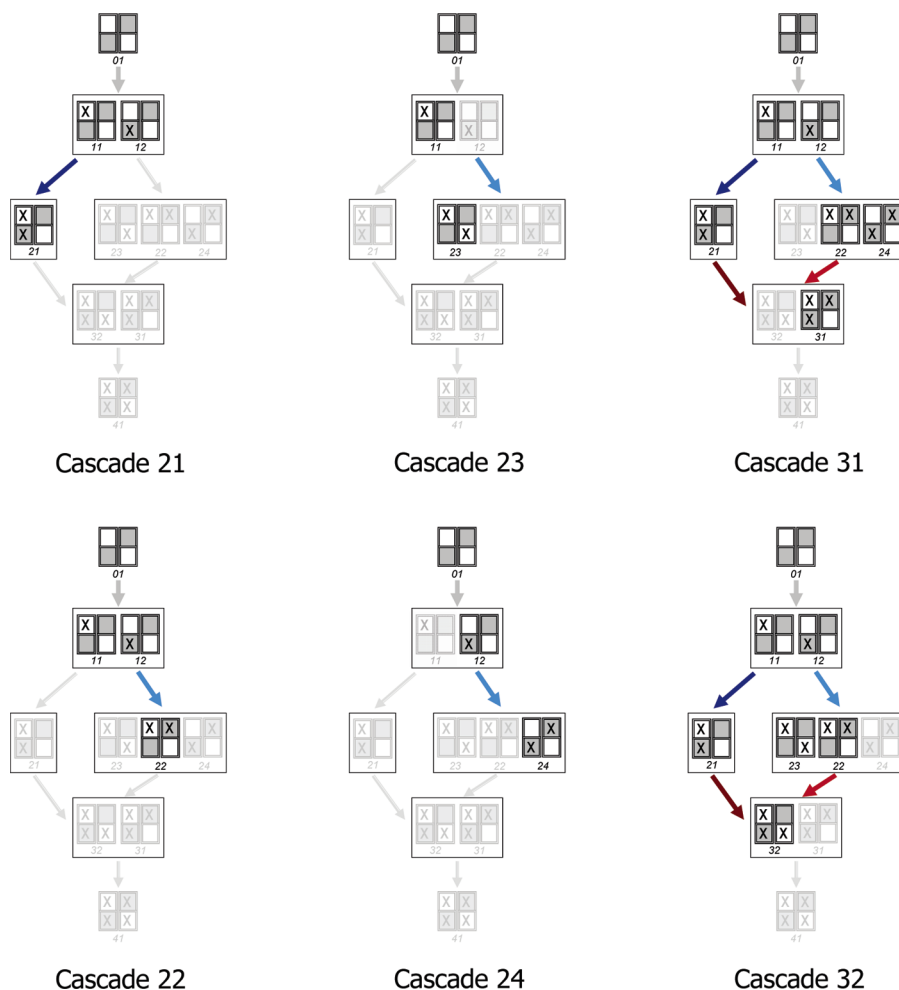 01
X
X
11 12
X X X X X
X X X
21 23 22 24
X X X
X X X
32 31
X X
X X
41
Cascade 21
01
X
X
11 12
X X X X X
X X X
21 23 22 24
X X X
X X X
32 31
X X
X X
41
Cascade 23
01
X
X
11 12
X X X X X
X X X
21 23 22 24
X X X
X X X
32 31
X X
X X
41
Cascade 31
01
X
X
11 12
X X X X X
X X X
21 23 22 24
X X X
X X X
32 31
X X
X X
41
Cascade 22
01
X
X
11 12
X X X X X
X X X
21 23 22 24
X X X
X X X
32 31
X X
X X
41
Cascade 24
01
X
X
11 12
X X X X X
X X X
21 23 22 24
X X X
X X X
32 31
X X
X X
41
Cascade 32